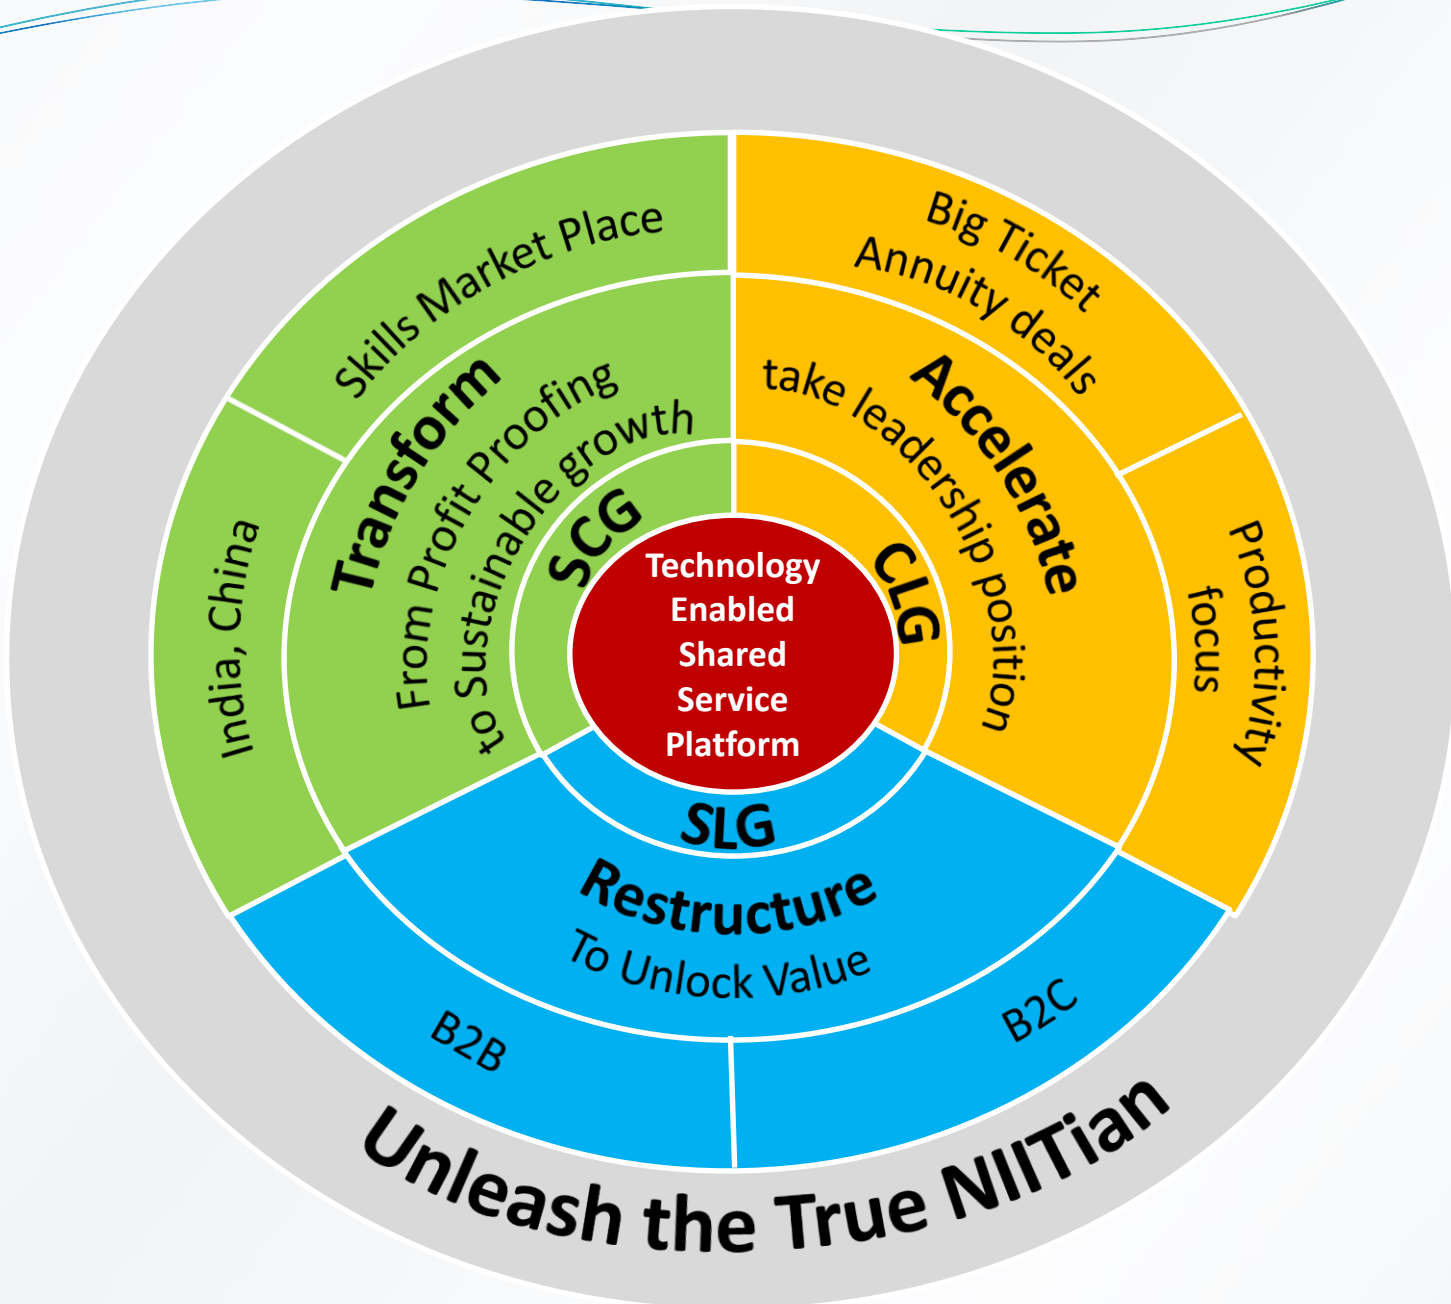 Skills Market Place
India, China
Transform
From Profit Proofing
to Sustainable growth
SCG
Big Ticket
Annuity deals
Productivity
focus
Accelerate
take leadership position
CLG
Technology
Enabled
Shared
Service
Platform
SLG
Restructure
To Unlock Value
B2B
B2C
Unleash the True NIITian